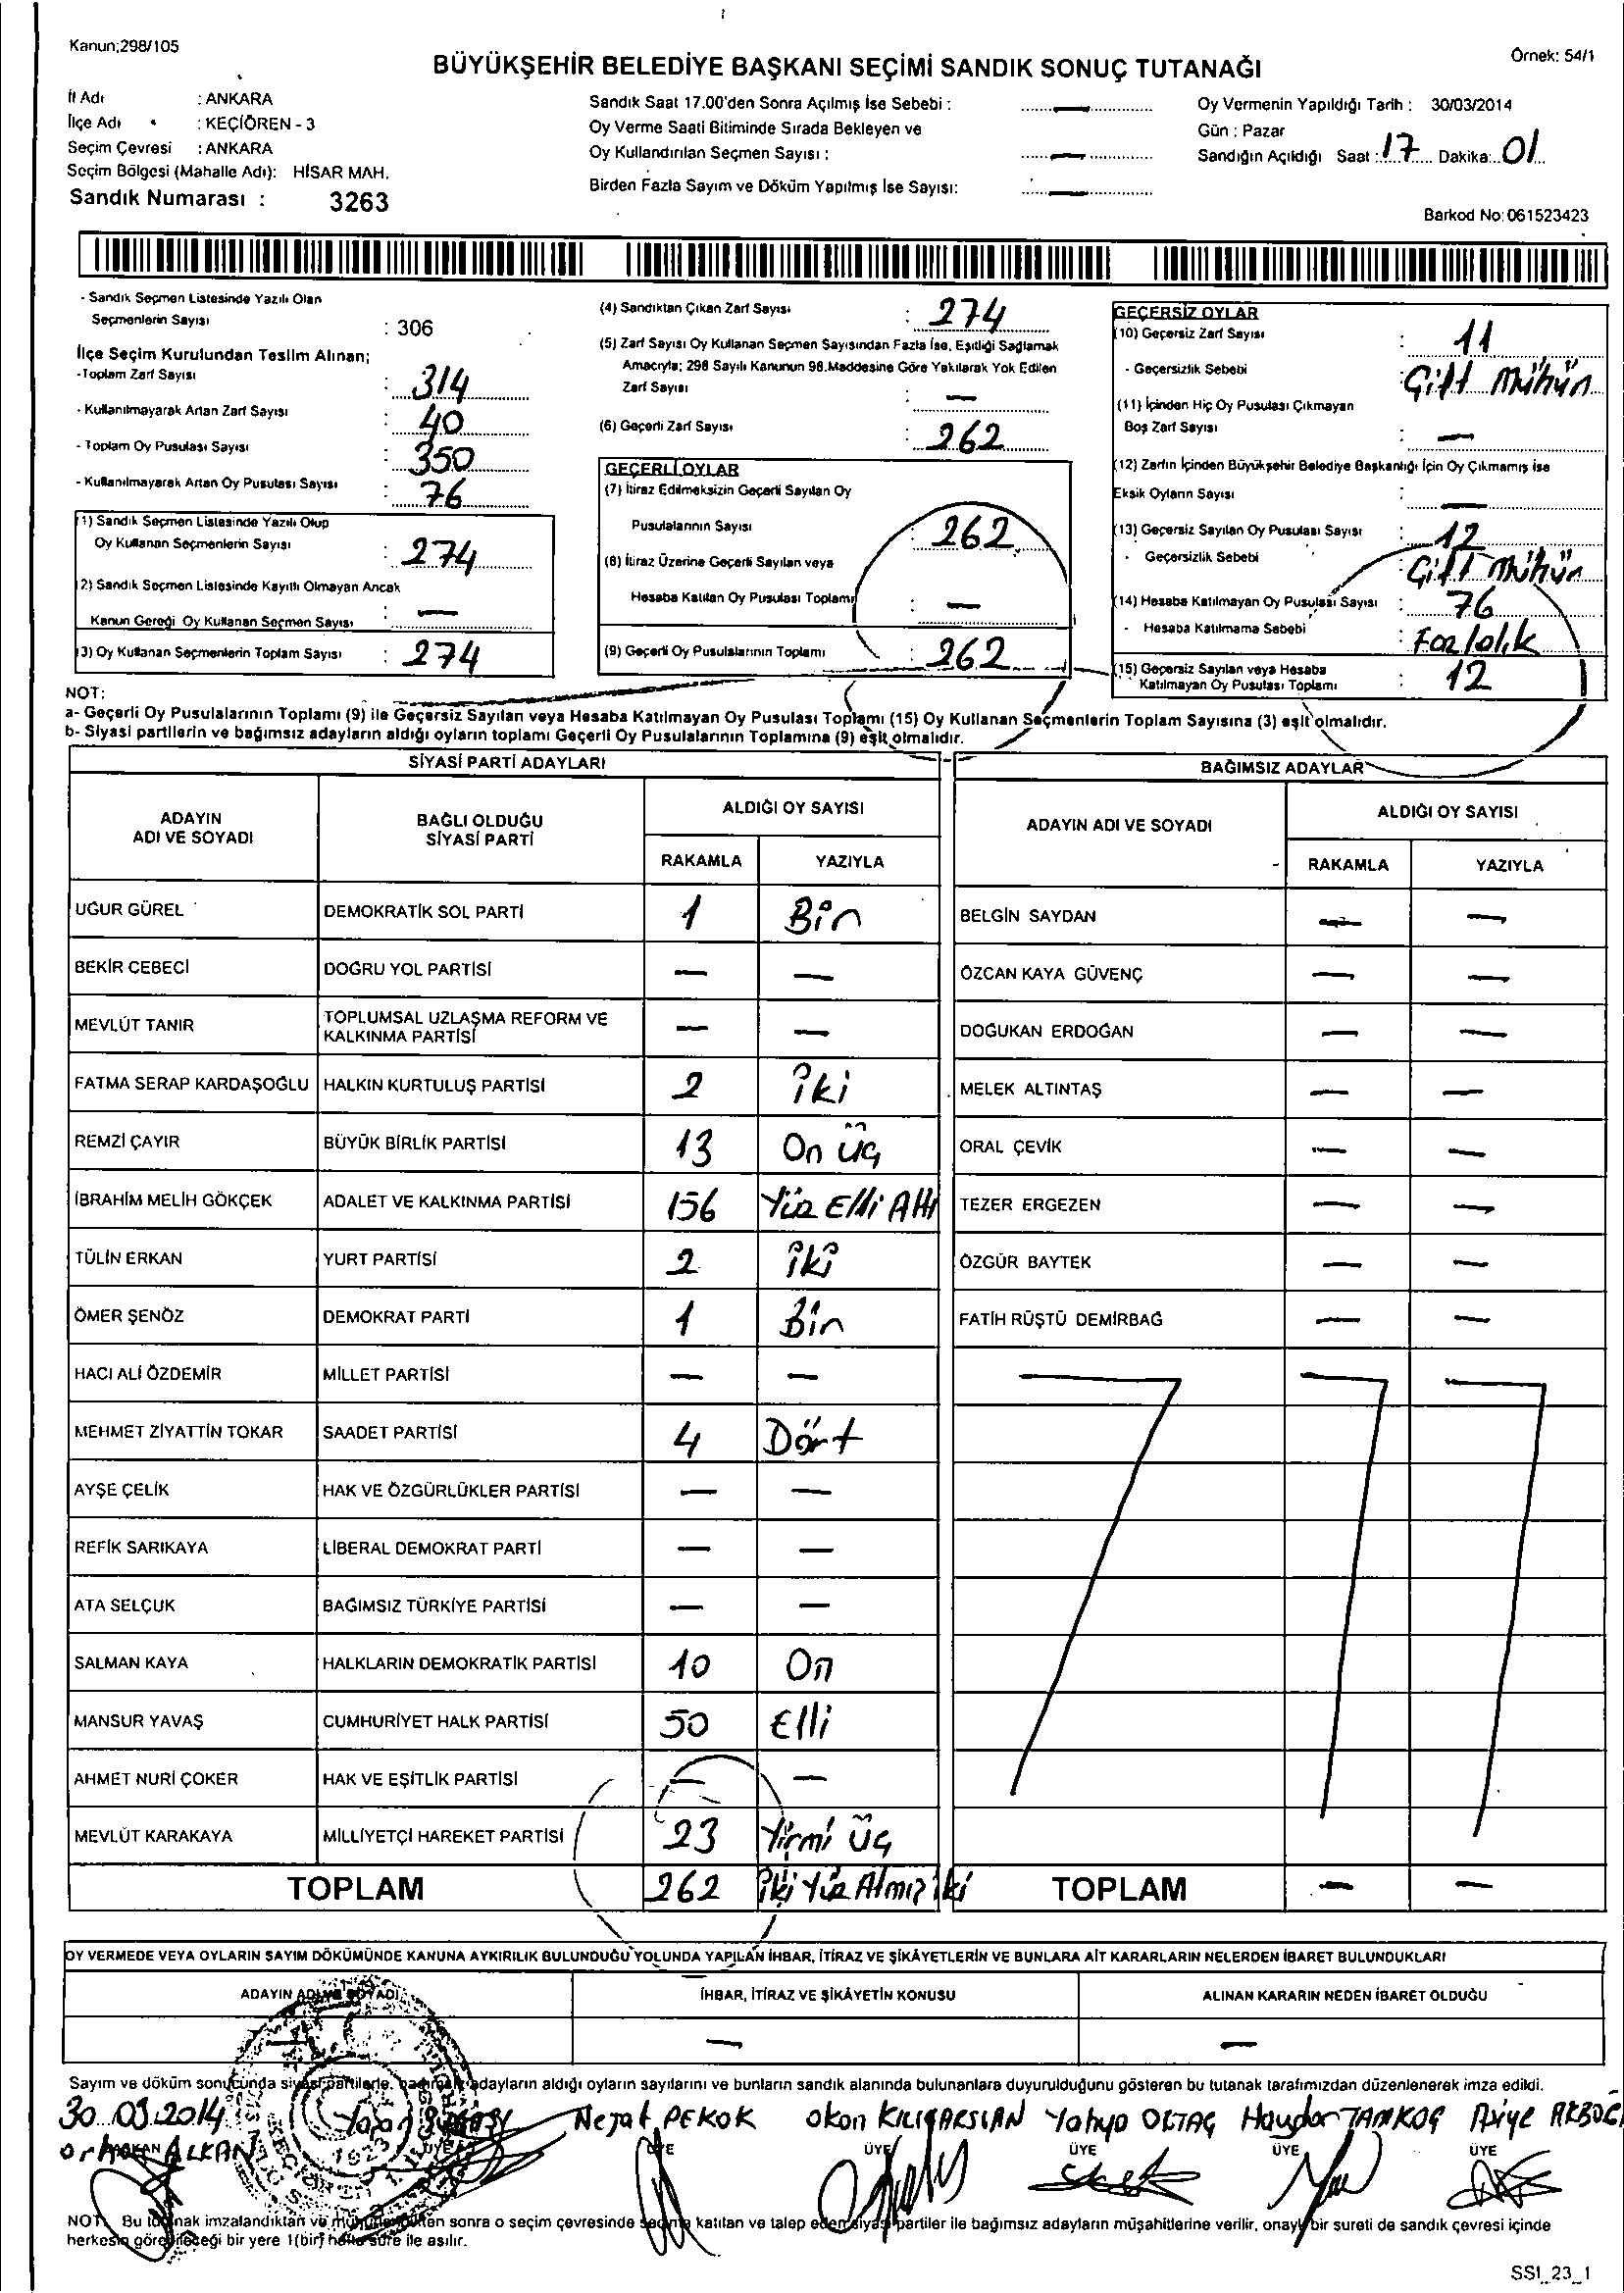 Kanun;298/105
BÜYÜKŞEHİR BELEDİYE BAŞKANI SEÇİMİ SANDIK SONUÇ TUTANAĞI
Örnek: 54/1
İl Adı : ANKARA
İlçe Adı : KEÇİÖREN - 3
Seçim Çevresi : ANKARA
Seçim Bölgesi (Mahalle Adı): HİSAR MAH.
Sandık Numarası : 3263
Sandık Saat 17.00'den Sonra Açılmış İse Sebebi : —
Oy Verme Saati Bitiminde Sırada Bekleyen ve
Oy Kullandırılan Seçmen Sayısı : —
Birden Fazla Sayım ve Döküm Yapılmış İse Sayısı: —
Oy Vermenin Yapıldığı Tarih : 30/03/2014
Gün : Pazar
Sandığın Açıldığı Saat : 17 Dakika: 01
Barkod No: 061523423
- Sandık Seçmen Listesinde Yazılı Olan
Seçmenlerin Sayısı : 306
İlçe Seçim Kurulundan Teslim Alınan;
-Toplam Zarf Sayısı : 314
- Kullanılmayarak Artan Zarf Sayısı : 40
- Toplam Oy Pusulası Sayısı : 350
- Kullanılmayarak Artan Oy Pusulası Sayısı : 76
(1) Sandık Seçmen Listesinde Yazılı Olup
Oy Kullanan Seçmenlerin Sayısı : 274
(2) Sandık Seçmen Listesinde Kayıtlı Olmayan Ancak
Kanun Gereği Oy Kullanan Seçmen Sayısı : —
(3) Oy Kullanan Seçmenlerin Toplam Sayısı : 274
(4) Sandıktan Çıkan Zarf Sayısı : 274
(5) Zarf Sayısı Oy Kullanan Seçmen Sayısından Fazla İse, Eşitliği Sağlamak
Amacıyla; 298 Sayılı Kanunun 98.Maddesine Göre Yakılarak Yok Edilen
Zarf Sayısı : —
(6) Geçerli Zarf Sayısı : 262
GEÇERLİ OYLAR
(7) İtiraz Edilmeksizin Geçerli Sayılan Oy
Pusulalarının Sayısı : 262
(8) İtiraz Üzerine Geçerli Sayılan veya
Hesaba Katılan Oy Pusulası Toplamı : —
(9) Geçerli Oy Pusulalarının Toplamı : 262
GEÇERSİZ OYLAR
(10) Geçersiz Zarf Sayısı : 11
- Geçersizlik Sebebi : Çift Mühür
(11) İçinden Hiç Oy Pusulası Çıkmayan
Boş Zarf Sayısı : —
(12) Zarfın İçinden Büyükşehir Belediye Başkanlığı İçin Oy Çıkmamış ise
Eksik Oyların Sayısı : —
(13) Geçersiz Sayılan Oy Pusulası Sayısı : 12
- Geçersizlik Sebebi : Çift Mühür
(14) Hesaba Katılmayan Oy Pusulası Sayısı : 76
- Hesaba Katılmama Sebebi : Fazlalık
(15) Geçersiz Sayılan veya Hesaba
Katılmayan Oy Pusulası Toplamı : 12
NOT:
a- Geçerli Oy Pusulalarının Toplamı (9) ile Geçersiz Sayılan veya Hesaba Katılmayan Oy Pusulası Toplamı (15) Oy Kullanan Seçmenlerin Toplam Sayısına (3) eşit olmalıdır.
b- Siyasi partilerin ve bağımsız adayların aldığı oyların toplamı Geçerli Oy Pusulalarının Toplamına (9) eşit olmalıdır.
SİYASİ PARTİ ADAYLARI
ADAYIN ADI VE SOYADI
BAĞLI OLDUĞU SİYASİ PARTİ
ALDIĞI OY SAYISI
RAKAMLA YAZIYLA
UĞUR GÜREL DEMOKRATİK SOL PARTİ 1 Bir
BEKİR CEBECİ DOĞRU YOL PARTİSİ — —
MEVLÜT TANIR TOPLUMSAL UZLAŞMA REFORM VE KALKINMA PARTİSİ — —
FATMA SERAP KARDAŞOĞLU HALKIN KURTULUŞ PARTİSİ 2 iki
REMZİ ÇAYIR BÜYÜK BİRLİK PARTİSİ 13 On üç
İBRAHİM MELİH GÖKÇEK ADALET VE KALKINMA PARTİSİ 156 Yüz Elli Altı
TÜLİN ERKAN YURT PARTİSİ 2 iki
ÖMER ŞENÖZ DEMOKRAT PARTİ 1 Bir
HACI ALİ ÖZDEMİR MİLLET PARTİSİ — —
MEHMET ZİYATTİN TOKAR SAADET PARTİSİ 4 Dört
AYŞE ÇELİK HAK VE ÖZGÜRLÜKLER PARTİSİ — —
REFİK SARIKAYA LİBERAL DEMOKRAT PARTİ — —
ATA SELÇUK BAĞIMSIZ TÜRKİYE PARTİSİ — —
SALMAN KAYA HALKLARIN DEMOKRATİK PARTİSİ 10 On
MANSUR YAVAŞ CUMHURİYET HALK PARTİSİ 50 Elli
AHMET NURİ ÇOKER HAK VE EŞİTLİK PARTİSİ — —
MEVLÜT KARAKAYA MİLLİYETÇİ HAREKET PARTİSİ 23 Yirmi üç
TOPLAM 262 iki Yüz Atmış iki
BAĞIMSIZ ADAYLAR
ADAYIN ADI VE SOYADI
ALDIĞI OY SAYISI
RAKAMLA YAZIYLA
BELGİN SAYDAN — —
ÖZCAN KAYA GÜVENÇ — —
DOĞUKAN ERDOĞAN — —
MELEK ALTINTAŞ — —
ORAL ÇEVİK — —
TEZER ERGEZEN — —
ÖZGÜR BAYTEK — —
FATİH RÜŞTÜ DEMİRBAĞ — —
TOPLAM — —
OY VERMEDE VEYA OYLARIN SAYIM DÖKÜMÜNDE KANUNA AYKIRILIK BULUNDUĞU YOLUNDA YAPILAN İHBAR, İTİRAZ VE ŞİKÂYETLERİN VE BUNLARA AİT KARARLARIN NELERDEN İBARET BULUNDUKLARI
ADAYIN ADI VE SOYADI
İHBAR, İTİRAZ VE ŞİKÂYETİN KONUSU
ALINAN KARARIN NEDEN İBARET OLDUĞU
— —
Sayım ve döküm sonucunda siyasi partilerle, bağımsız adayların aldığı oyların sayılarını ve bunların sandık alanında bulunanlara duyurulduğunu gösteren bu tutanak tarafımızdan düzenlenerek imza edildi.
30.03.2014 Nejat PEKOK okan KILIÇARSLAN Yahya OKTAÇ Haydar TAMKOÇ
orhan ALKAN
BAŞKAN ÜYE ÜYE ÜYE ÜYE ÜYE ÜYE
NOT: Bu tutanak imzalandıktan ve mühürlendikten sonra o seçim çevresinde seçime katılan ve talep eden siyasi partiler ile bağımsız adayların müşahitlerine verilir, onaylı bir sureti de sandık çevresi içinde
herkesin görebileceği bir yere 1(bir) hafta süre ile asılır.
SSI_23_1